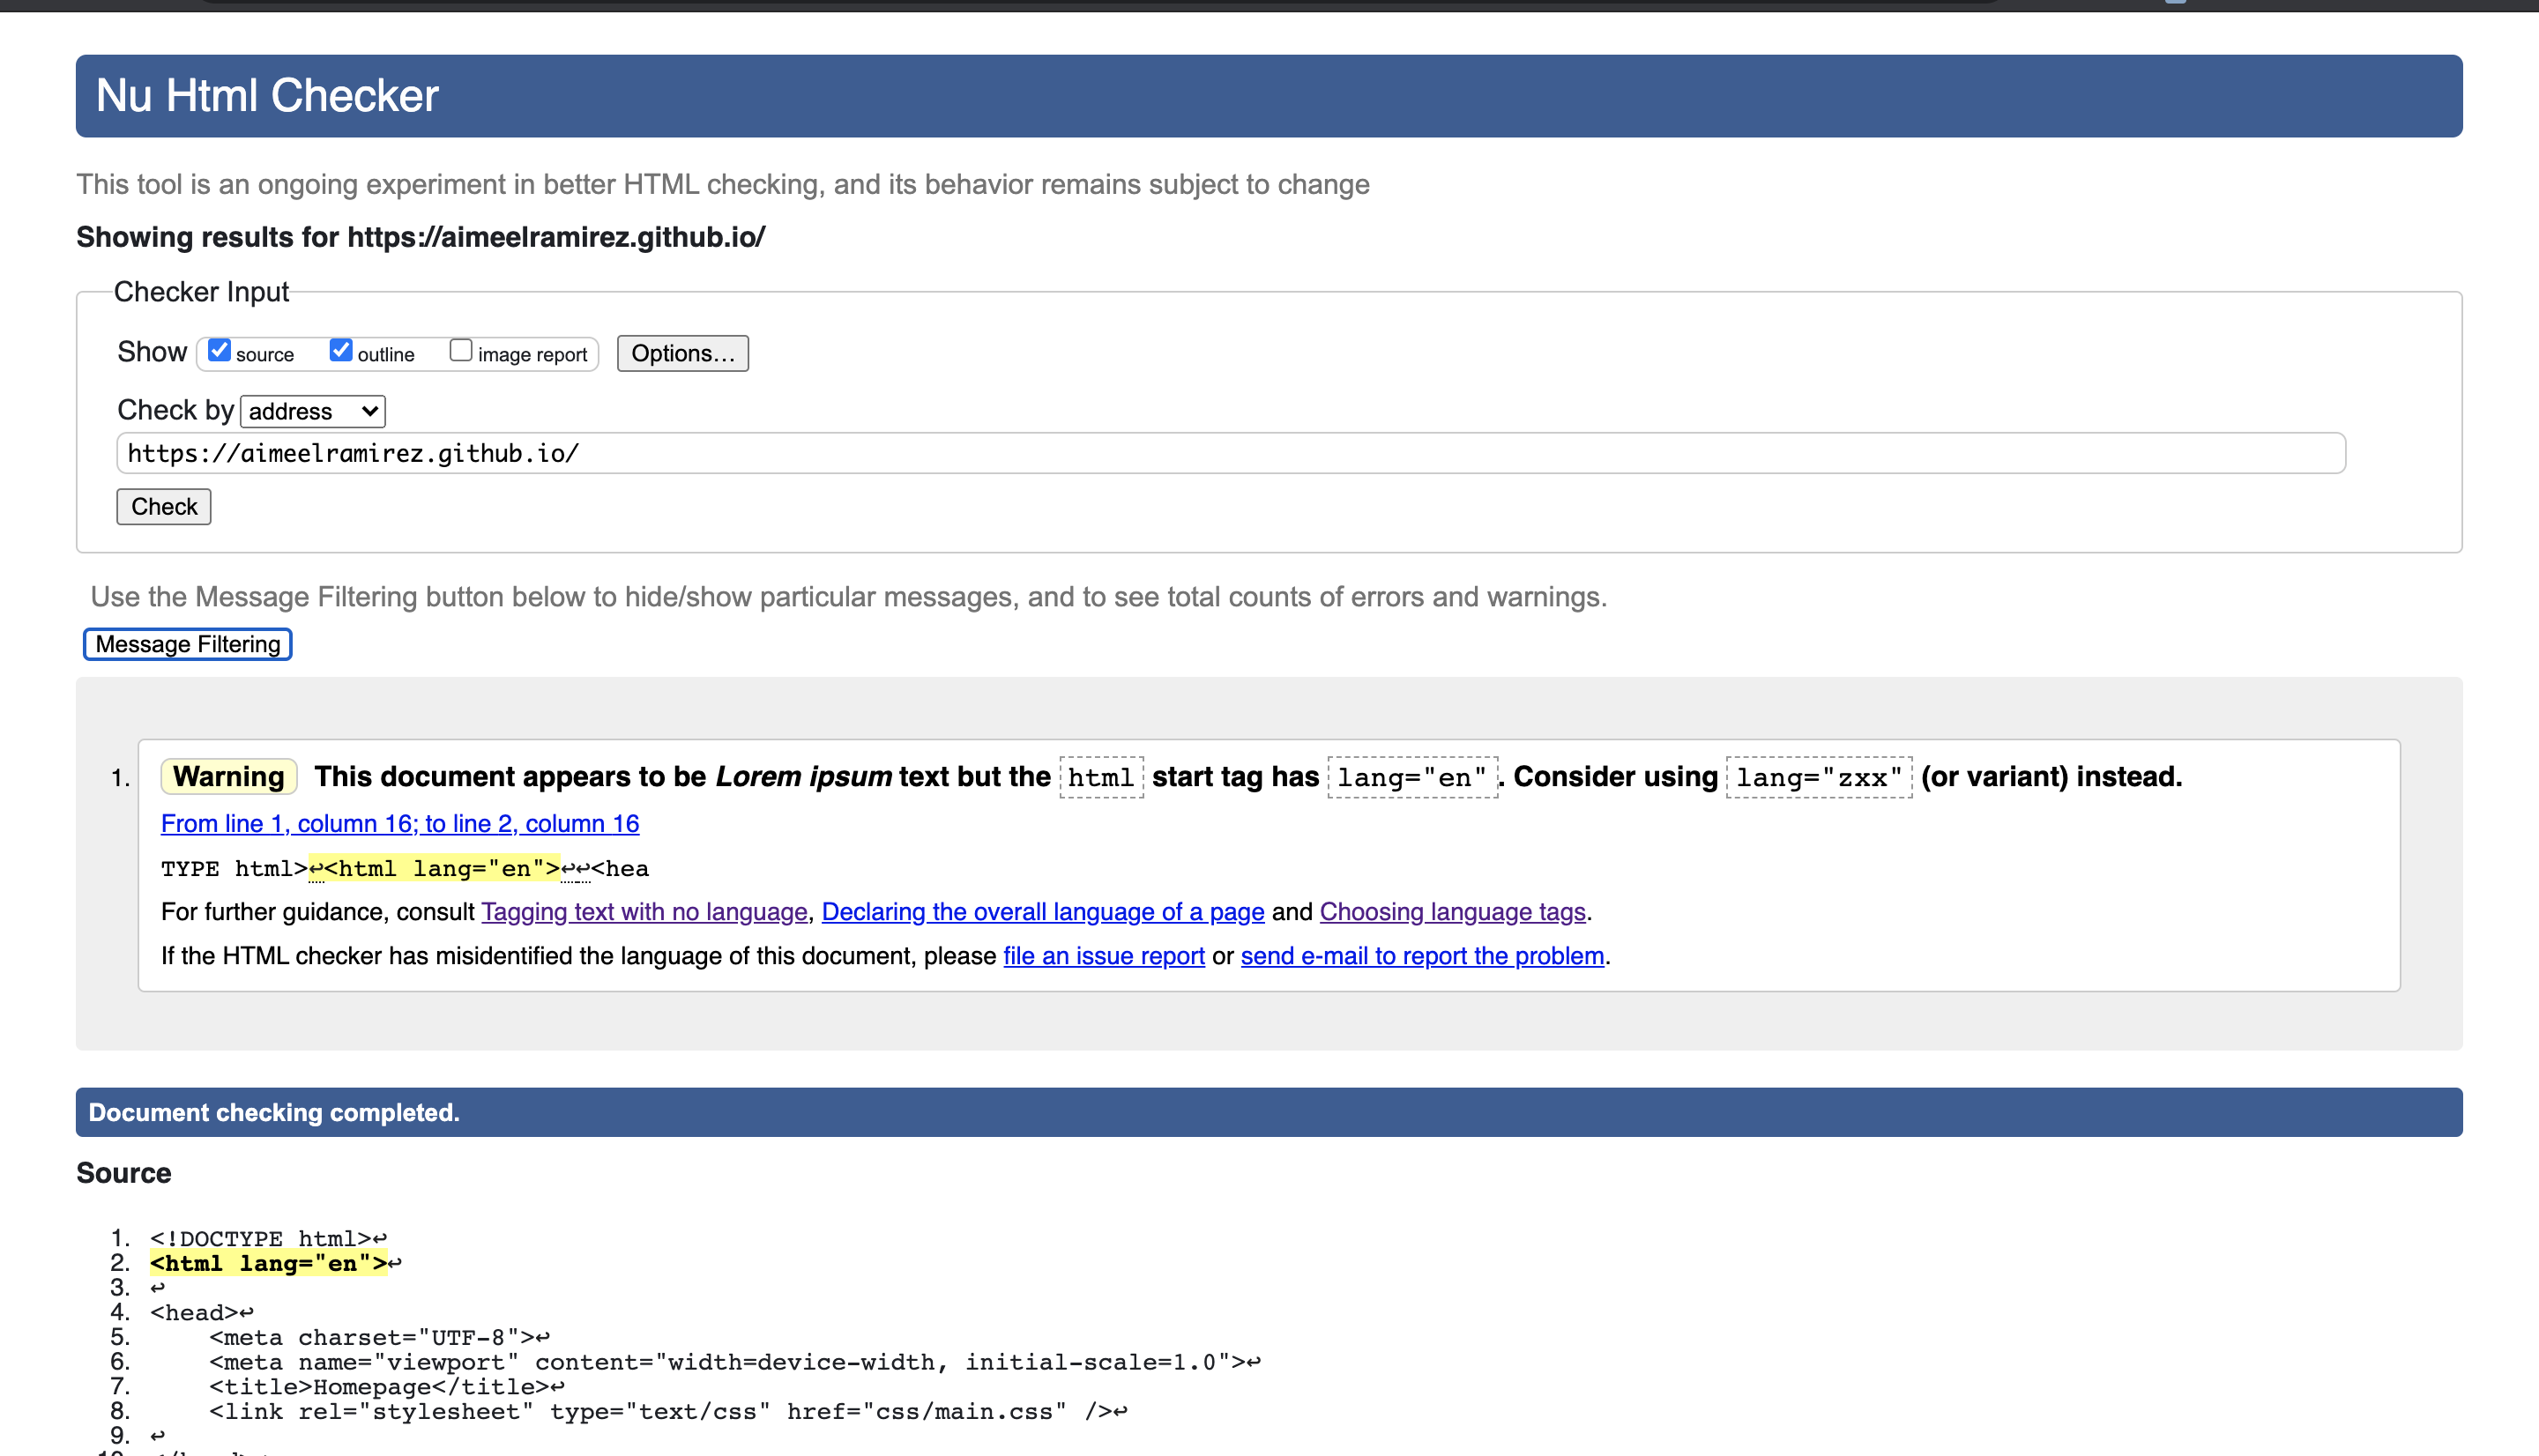 Nu Html Checker
This tool is an ongoing experiment in better HTML checking, and its behavior remains subject to change
Showing results for https://aimeelramirez.github.io/
Checker Input
Show source outline image report Options...
Check by address
https://aimeelramirez.github.io/
Check
Use the Message Filtering button below to hide/show particular messages, and to see total counts of errors and warnings.
Message Filtering
1. Warning This document appears to be Lorem ipsum text but the html start tag has lang="en". Consider using lang="zxx" (or variant) instead.
From line 1, column 16; to line 2, column 16
TYPE html>↩<html lang="en">↩↩<hea
For further guidance, consult Tagging text with no language, Declaring the overall language of a page and Choosing language tags.
If the HTML checker has misidentified the language of this document, please file an issue report or send e-mail to report the problem.
Document checking completed.
Source
1. <!DOCTYPE html>↩
2. <html lang="en">↩
3. ↩
4. <head>↩
5. <meta charset="UTF-8">↩
6. <meta name="viewport" content="width=device-width, initial-scale=1.0">↩
7. <title>Homepage</title>↩
8. <link rel="stylesheet" type="text/css" href="css/main.css" />↩
9. ↩